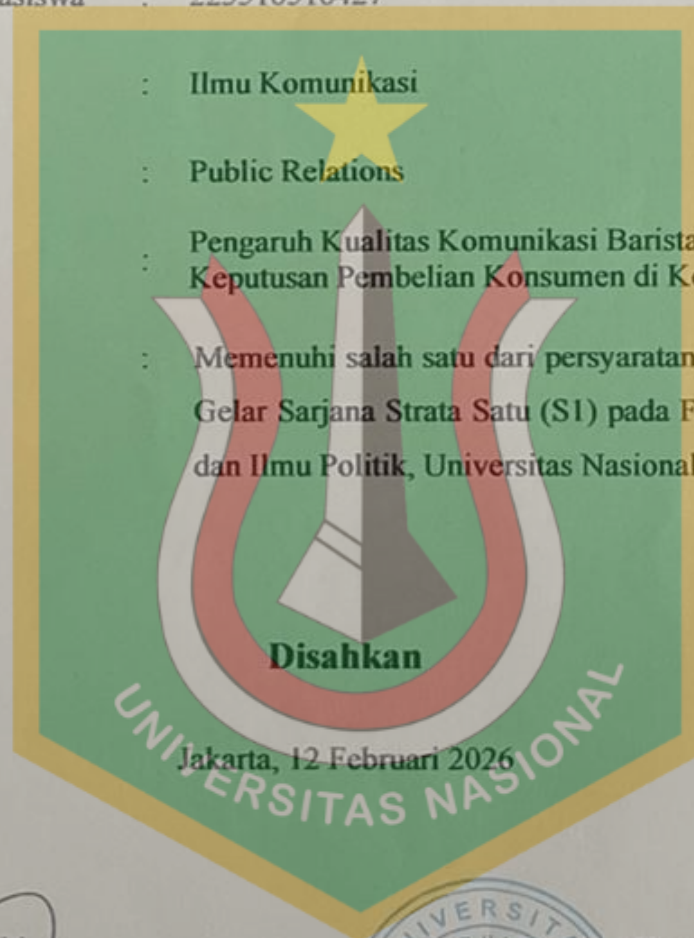 : Ilmu Komunikasi
: Public Relations
Pengaruh Kualitas Komunikasi Barista
: Keputusan Pembelian Konsumen di
: Memenuhi salah satu dari persyaratan
Gelar Sarjana Strata Satu (S1) pada
dan Ilmu Politik, Universitas Nasional
Disahkan
Jakarta, 12 Februari 2026
UNIVERSITAS NASIONAL